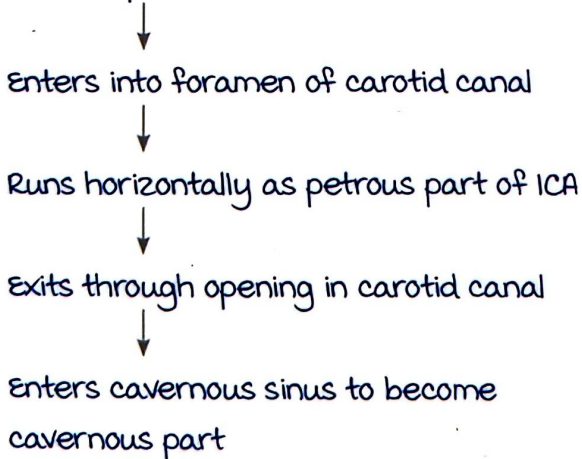 Enters into foramen of carotid canal
Runs horizontally as petrous part of ICA
Exits through opening in carotid canal
Enters cavernous sinus to become
cavernous part